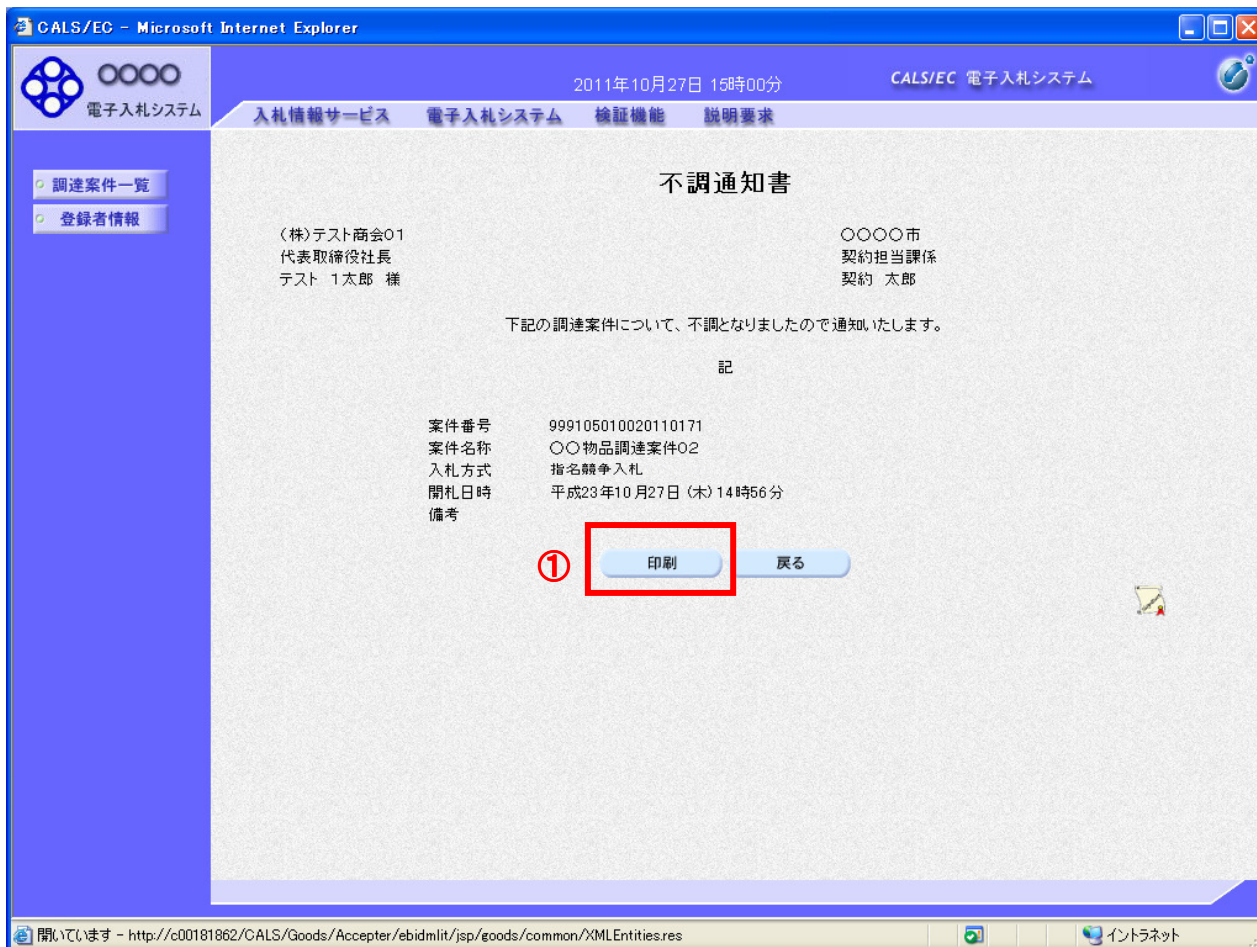 CALS/EC - Microsoft Internet Explorer
〇〇〇〇
電子入札システム
2011年10月27日 15時00分
CALS/EC 電子入札システム
入札情報サービス 電子入札システム 検証機能 説明要求
調達案件一覧
登録者情報
不調通知書
(株)テスト商会01
代表取締役社長
テスト 1太郎 様
〇〇〇〇市
契約担当課係
契約 太郎
下記の調達案件について、不調となりましたので通知いたします。
記
案件番号 999105010020110171
案件名称 〇〇物品調達案件02
入札方式 指名競争入札
開札日時 平成23年10月27日(木)14時56分
備考
① 印刷 戻る
開いています - http://c00181862/CALS/Goods/Accepter/ebidmlit/jsp/goods/common/XMLEntities.res
イントラネット